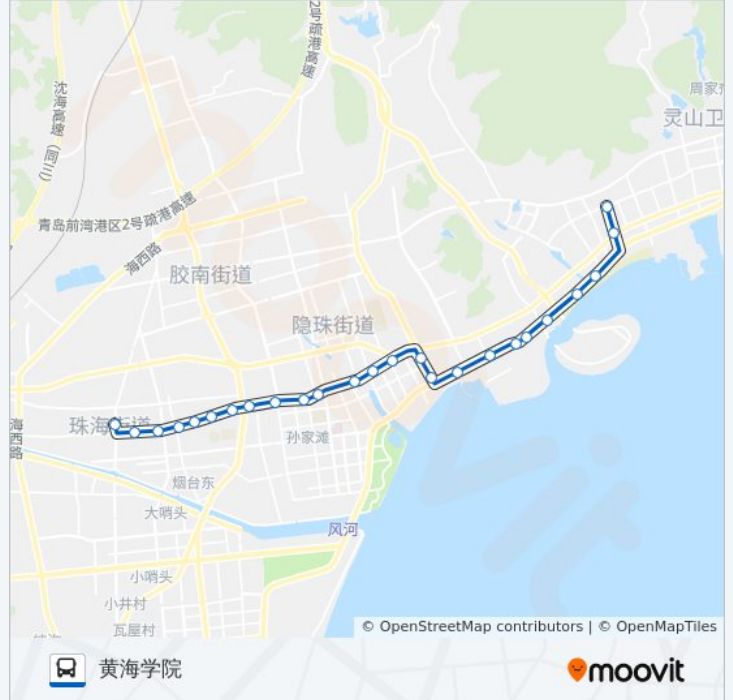 2号疏港高速
沈海高速（同三）
周家
灵山卫
青岛前湾港区2号疏港高速
海西路
胶南街道
隐珠街道
珠海街道
海西路
孙家滩
烟台东
大哨头
风河
小哨头
小井村
瓦屋村
© OpenStreetMap contributors | © OpenMapTiles
黄海学院
moovit